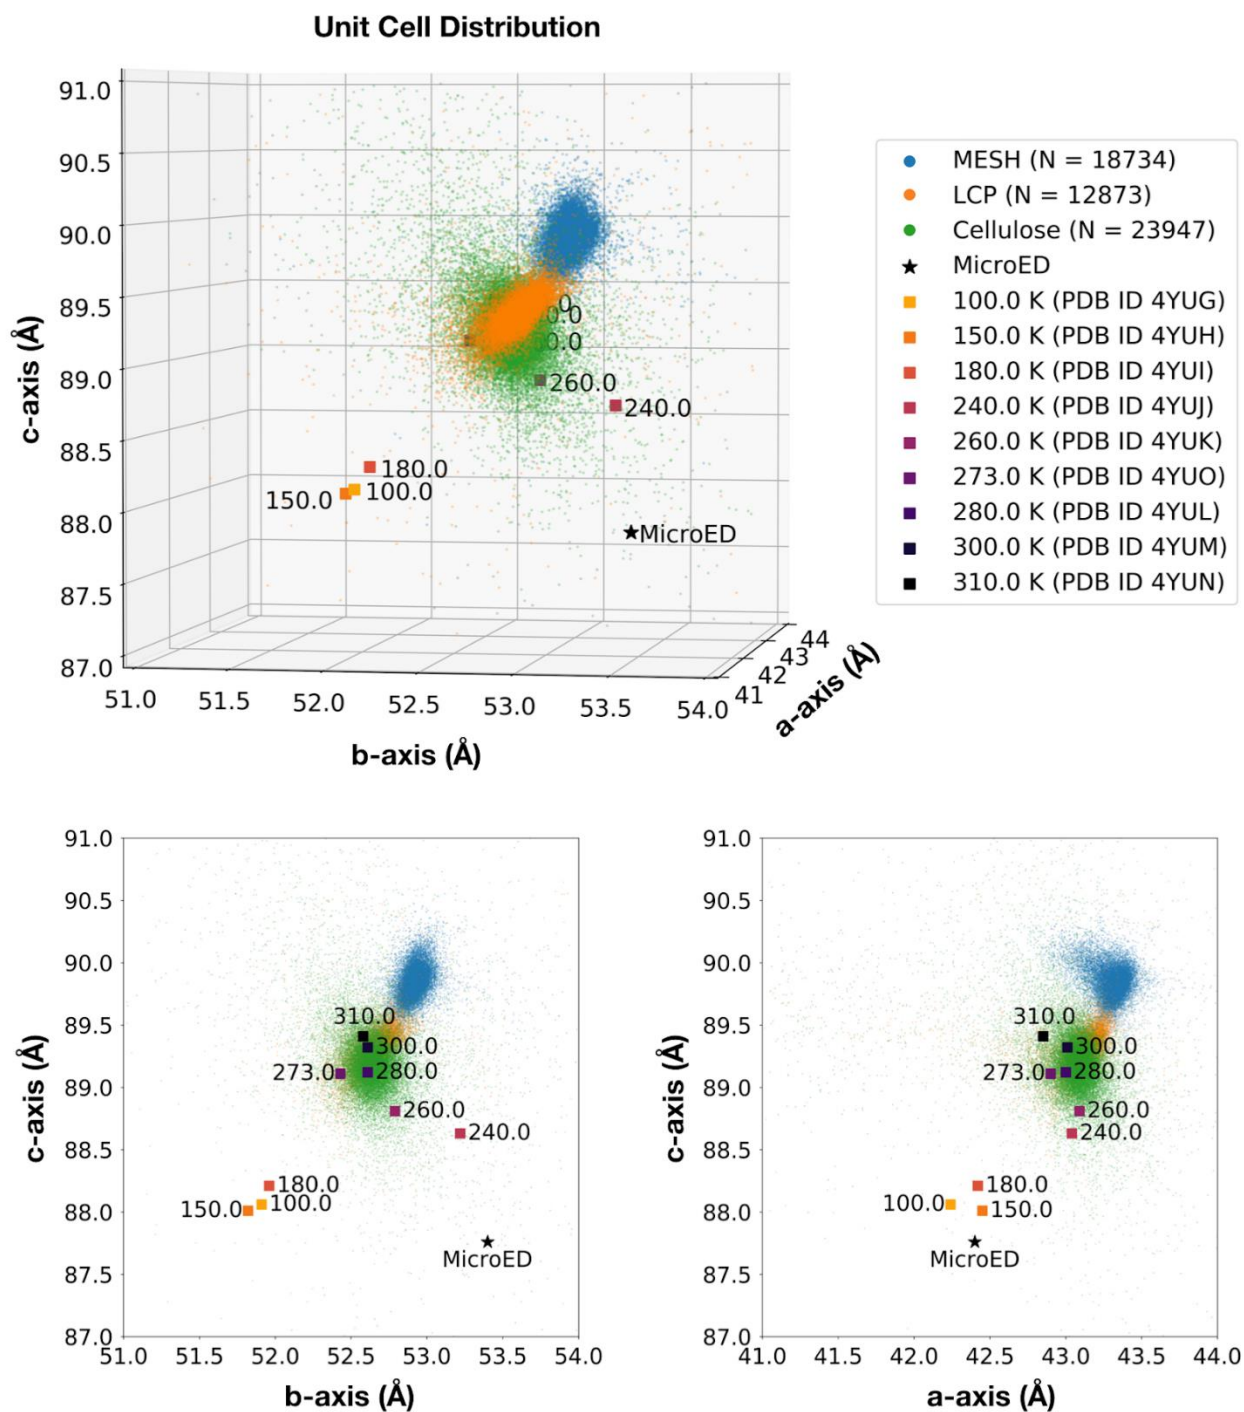 Unit Cell Distribution
91.0
90.5
90.0
89.5
89.0
88.5
88.0
87.5
87.0
c-axis (Å)
260.0
240.0
180.0
100.0
150.0
MicroED
51.0 51.5 52.0 52.5 53.0 53.5 54.0
b-axis (Å)
41 42 43 44
a-axis (Å)
MESH (N = 18734)
LCP (N = 12873)
Cellulose (N = 23947)
MicroED
100.0 K (PDB ID 4YUG)
150.0 K (PDB ID 4YUH)
180.0 K (PDB ID 4YUI)
240.0 K (PDB ID 4YUJ)
260.0 K (PDB ID 4YUK)
273.0 K (PDB ID 4YUO)
280.0 K (PDB ID 4YUL)
300.0 K (PDB ID 4YUM)
310.0 K (PDB ID 4YUN)
91.0
90.5
90.0
89.5
89.0
88.5
88.0
87.5
87.0
c-axis (Å)
310.0
300.0
273.0 280.0
260.0
240.0
180.0
150.0 100.0
MicroED
51.0 51.5 52.0 52.5 53.0 53.5 54.0
b-axis (Å)
91.0
90.5
90.0
89.5
89.0
88.5
88.0
87.5
87.0
c-axis (Å)
310.0
300.0
273.0 280.0
260.0
240.0
180.0
100.0 150.0
MicroED
41.0 41.5 42.0 42.5 43.0 43.5 44.0
a-axis (Å)